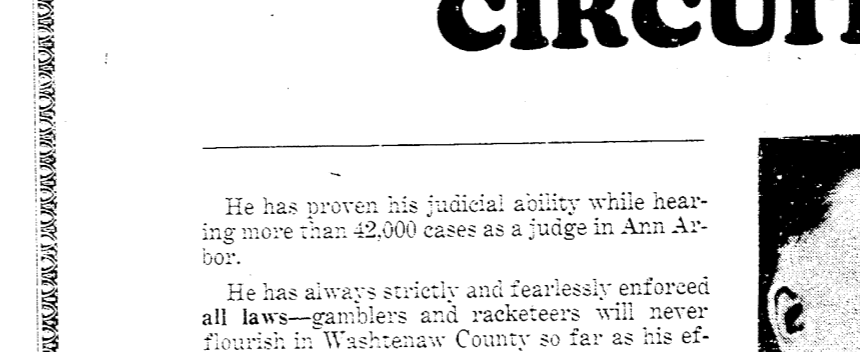 CIRCUIT
He has proven his judicial ability while hear-
ing more than 42,000 cases as a judge in Ann Ar-
bor.
He has always strictly and fearlessly enforced
all laws—gamblers and racketeers will never
flourish in Washtenaw County so far as his ef-